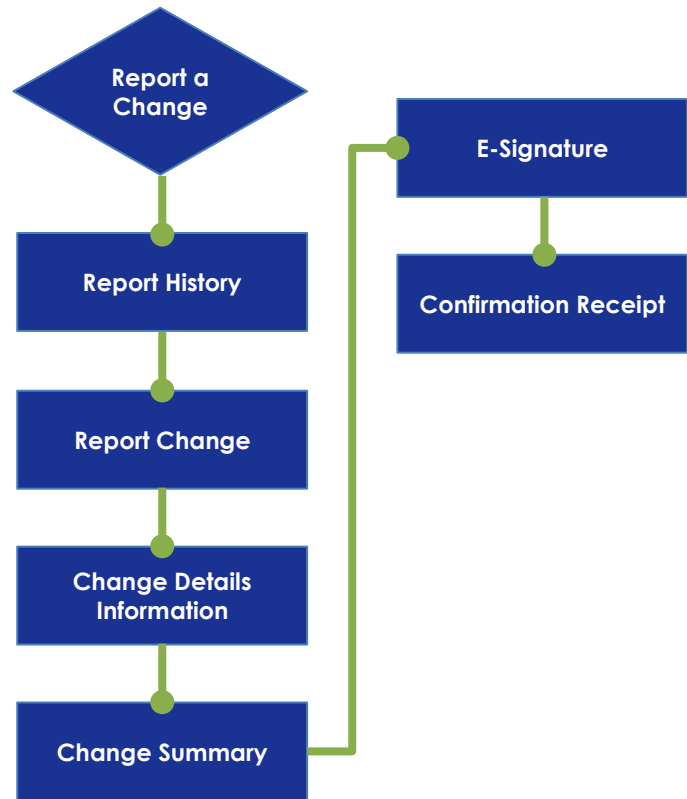 Report a
Change
Report History
Report Change
Change Details
Information
Change Summary
E-Signature
Confirmation Receipt